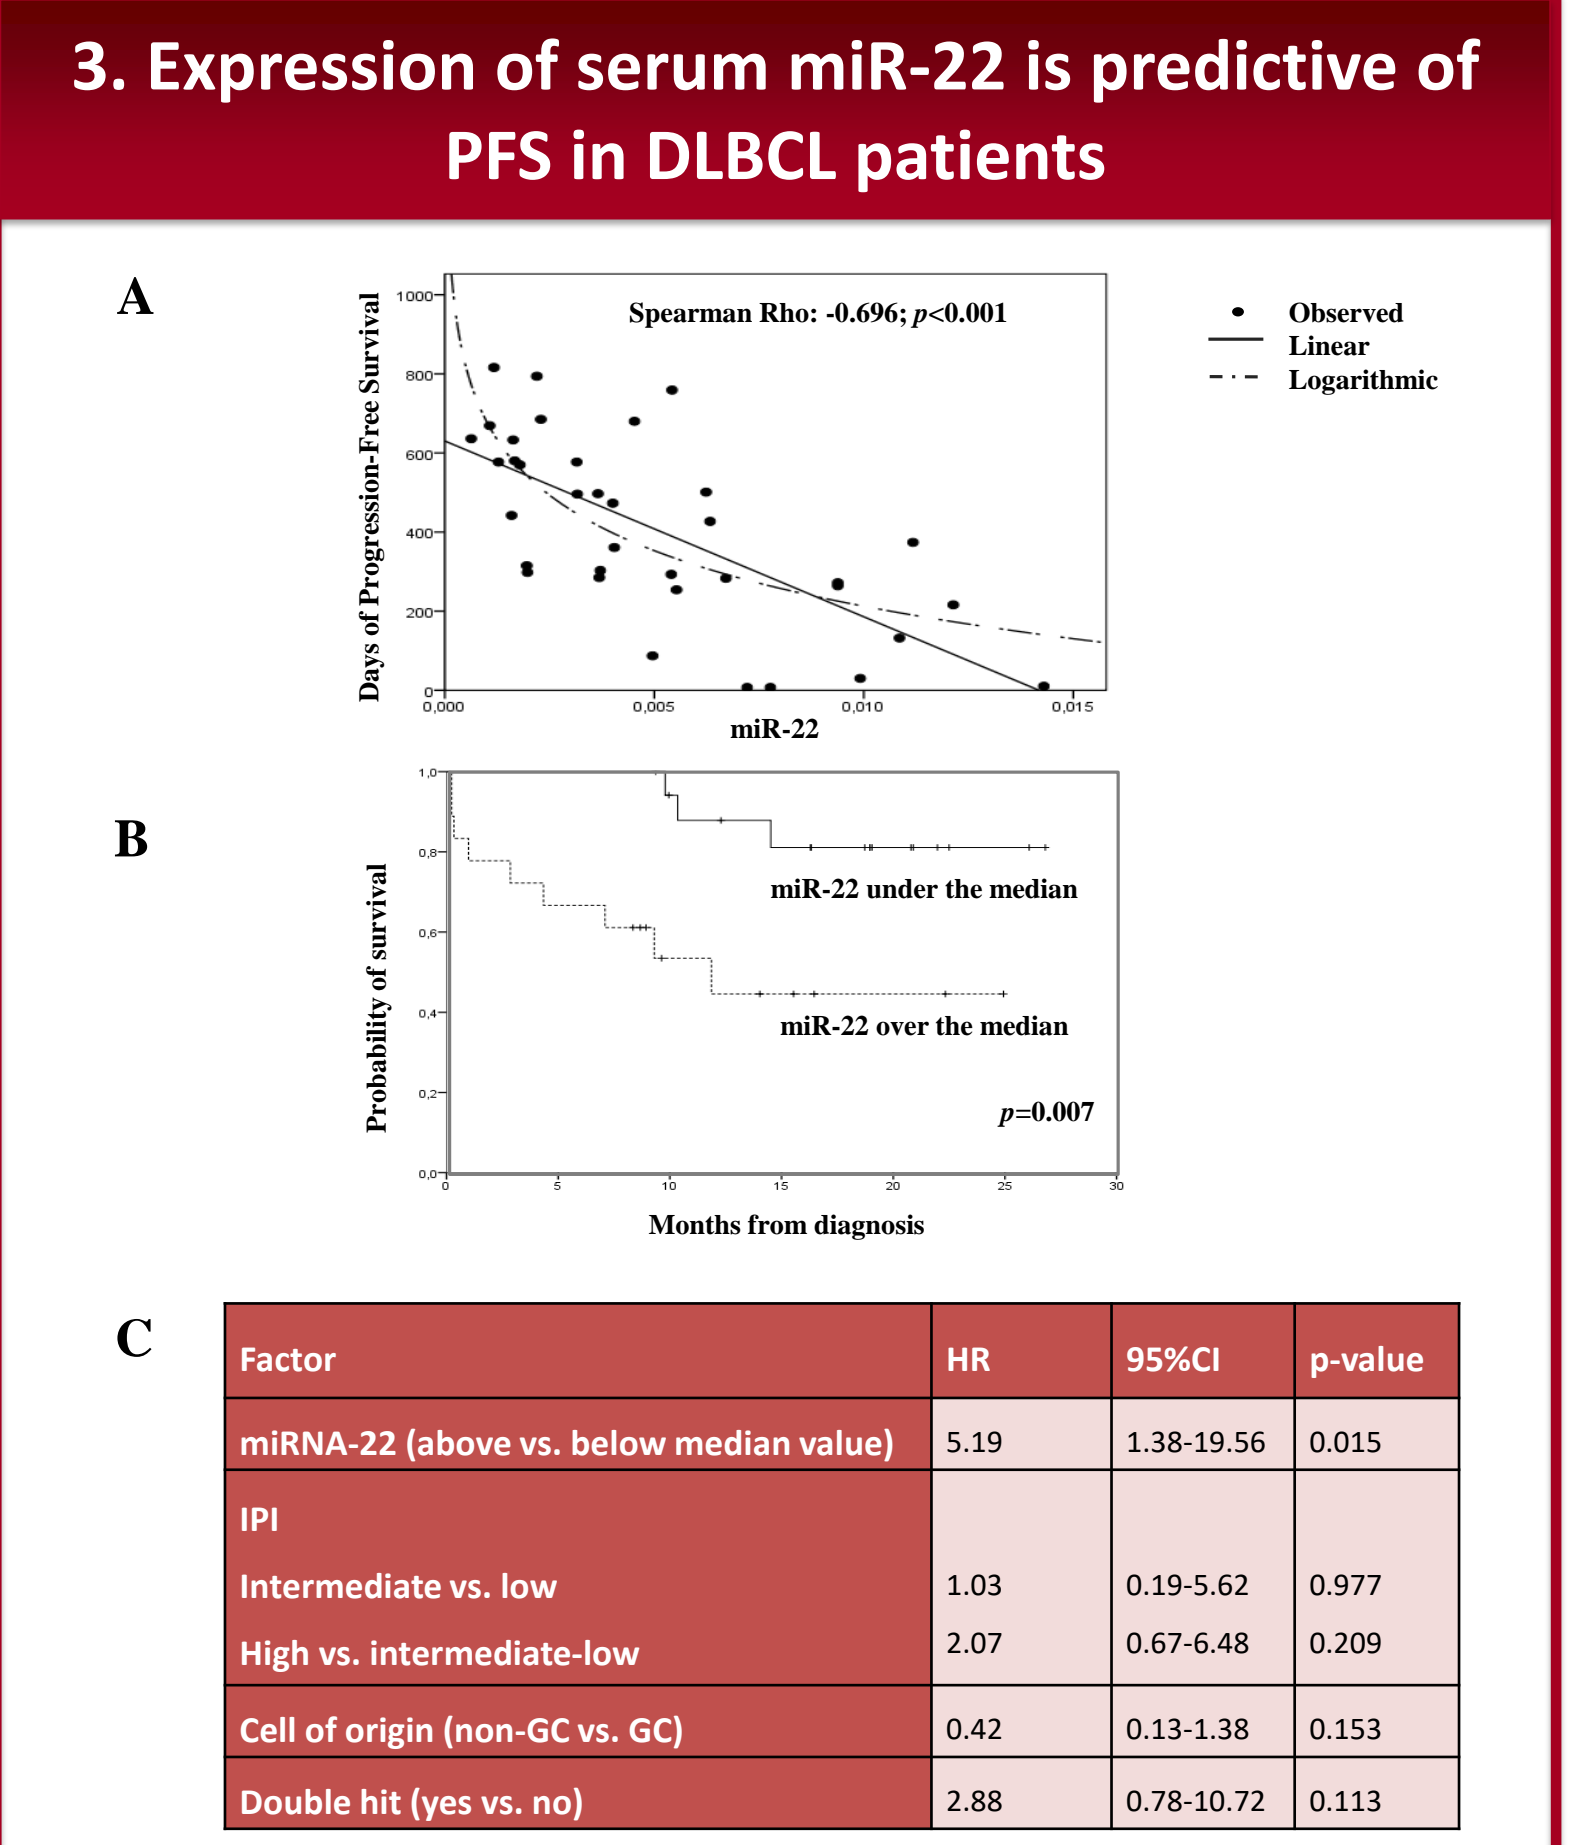 3. Expression of serum miR-22 is predictive of
PFS in DLBCL patients
A
Days of Progression-Free Survival
1000
800
600
400
200
0
Spearman Rho: -0.696; p<0.001
0,000 0,005 0,010 0,015
miR-22
Observed
Linear
Logarithmic
B
Probability of survival
1,0
0,8
0,6
0,4
0,2
0,0
miR-22 under the median
miR-22 over the median
p=0.007
0 5 10 15 20 25 30
Months from diagnosis
C
Factor HR 95%CI p-value
miRNA-22 (above vs. below median value) 5.19 1.38-19.56 0.015
IPI
Intermediate vs. low 1.03 0.19-5.62 0.977
High vs. intermediate-low 2.07 0.67-6.48 0.209
Cell of origin (non-GC vs. GC) 0.42 0.13-1.38 0.153
Double hit (yes vs. no) 2.88 0.78-10.72 0.113